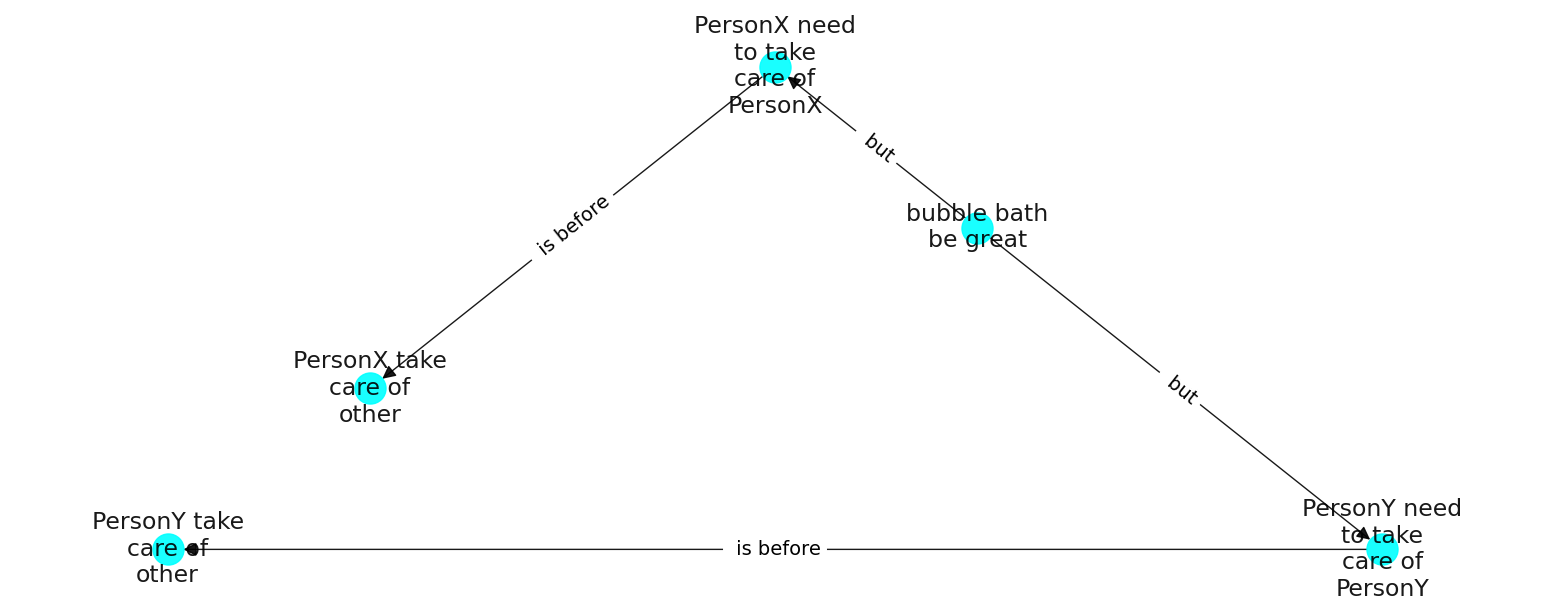 PersonX need
to take
care of
PersonX
but
bubble bath
be great
is before
PersonX take
care of
other
but
PersonY take
care of
other
is before
PersonY need
to take
care of
PersonY